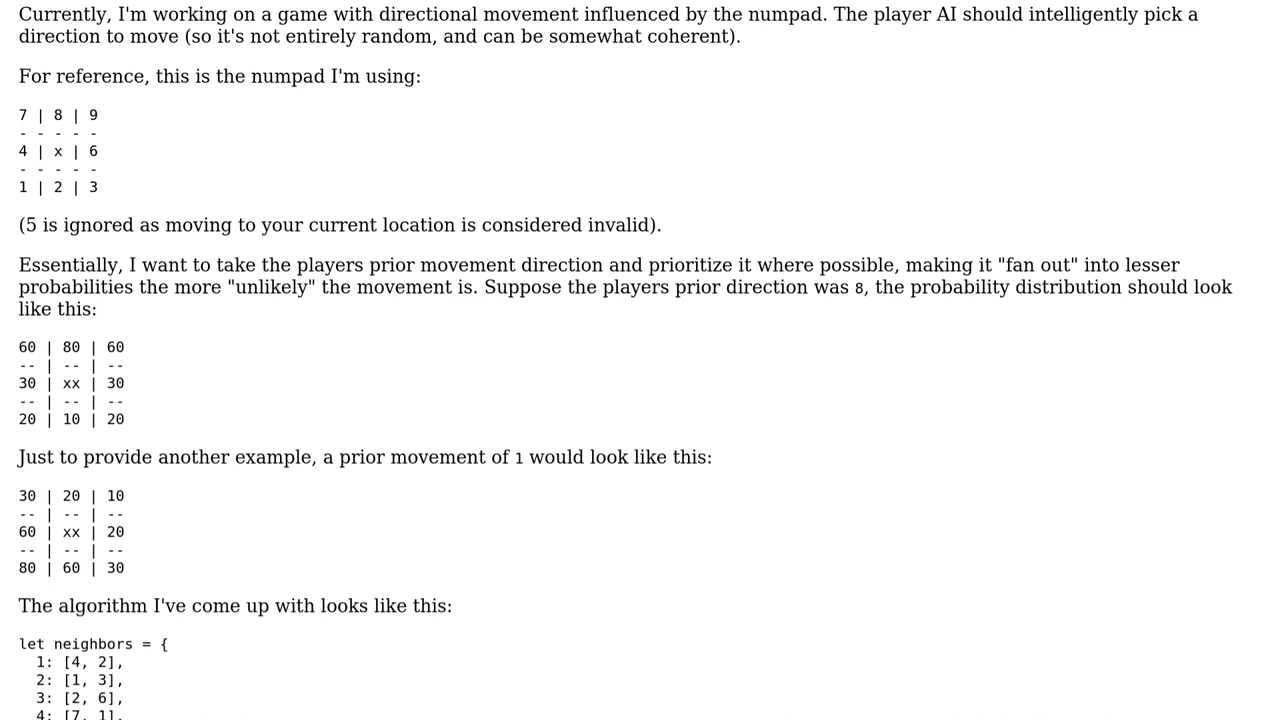 Currently, I'm working on a game with directional movement influenced by the numpad. The player AI should intelligently pick a
direction to move (so it's not entirely random, and can be somewhat coherent).
For reference, this is the numpad I'm using:
7 | 8 | 9
- - - - -
4 | x | 6
- - - - -
1 | 2 | 3
(5 is ignored as moving to your current location is considered invalid).
Essentially, I want to take the players prior movement direction and prioritize it where possible, making it "fan out" into lesser
probabilities the more "unlikely" the movement is. Suppose the players prior direction was 8, the probability distribution should look
like this:
60 | 80 | 60
-- | -- | --
30 | xx | 30
-- | -- | --
20 | 10 | 20
Just to provide another example, a prior movement of 1 would look like this:
30 | 20 | 10
-- | -- | --
60 | xx | 20
-- | -- | --
80 | 60 | 30
The algorithm I've come up with looks like this:
let neighbors = {
  1: [4, 2],
  2: [1, 3],
  3: [2, 6],
  4: [7, 1],